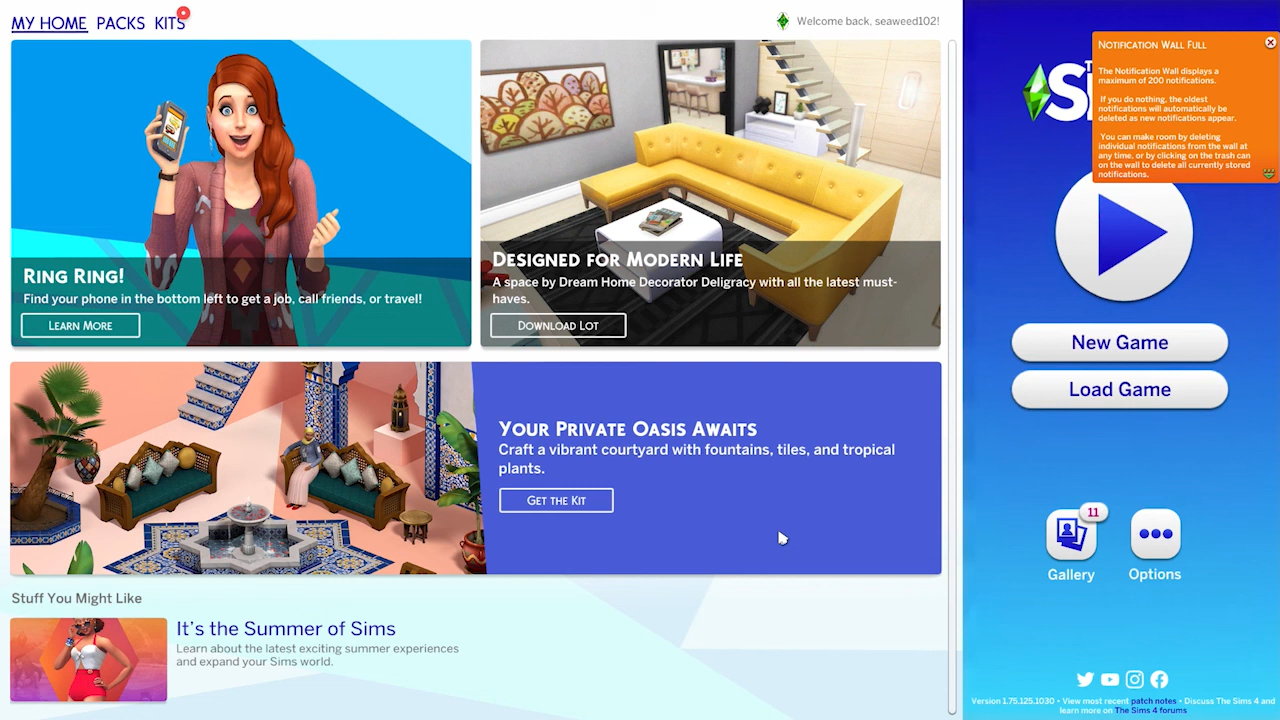 MY HOME PACKS KITS
Welcome back, seaweed102!
Ring Ring!
Find your phone in the bottom left to get a job, call friends, or travel!
Learn More
Designed for Modern Life
A space by Dream Home Decorator Deligracy with all the latest must-
haves.
Download Lot
Your Private Oasis Awaits
Craft a vibrant courtyard with fountains, tiles, and tropical
plants.
Get the Kit
Stuff You Might Like
It's the Summer of Sims
Learn about the latest exciting summer experiences
and expand your Sims world.
Notification Wall Full
The Notification Wall displays a
maximum of 200 notifications.
If you do nothing, the oldest
notifications will automatically be
deleted as new notifications appear.
You can make room by deleting
individual notifications from the wall at
any time, or by clicking on the trash can
on the wall to delete all currently stored
notifications.
New Game
Load Game
11
Gallery
Options
Version 1.75.125.1030 • View most recent patch notes • Discuss The Sims 4 and
learn more on The Sims 4 forums